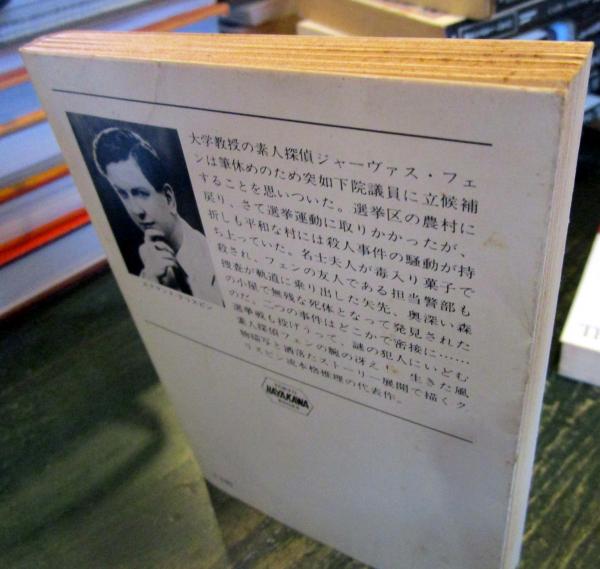 大学教授の素人探偵ジャーヴァス・フェ
ンは筆休めのため突如下院議員に立候補
することを思いついた。選挙区の農村に
戻り、さて選挙運動に取りかかったが、
折しも平和な村には殺人事件の騒動が持
ち上っていた。名士夫人が毒入り菓子で
殺され、フェンの友人である担当警部も
捜査が軌道に乗り出した矢先、奥深い森
の小屋で無残な死体となって発見された
のだ。二つの事件はどこかで密接に……
選挙戦も投げうって、謎の犯人にいどむ
素人探偵フェンの腕の冴え！生きた風
物描写と洒落たストーリー展開で描くク
リスピン流本格推理の代表作。
エドマンド・クリスピン
HAYAKAWA